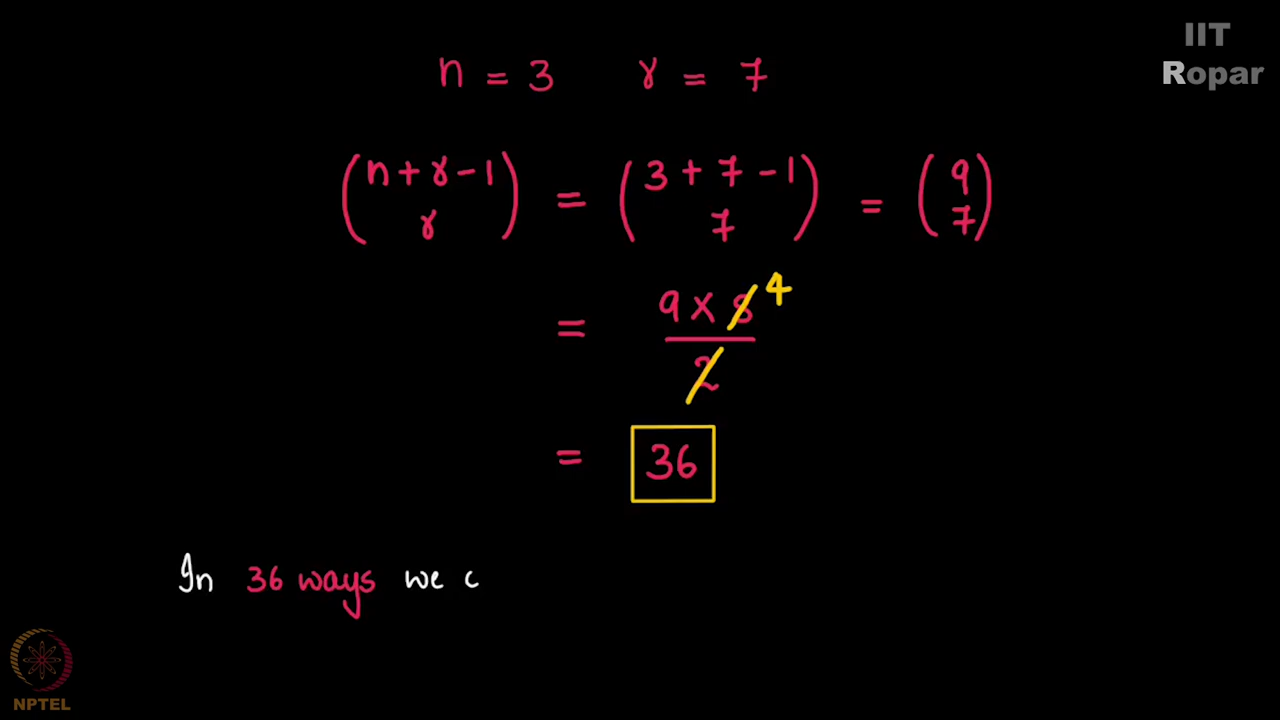 IIT
Ropar
n = 3 r = 7
(n+r-1 r) = (3+7-1 7) = (9 7)
= 9 x 8 4 / 2
= 36
In 36 ways we c
NPTEL